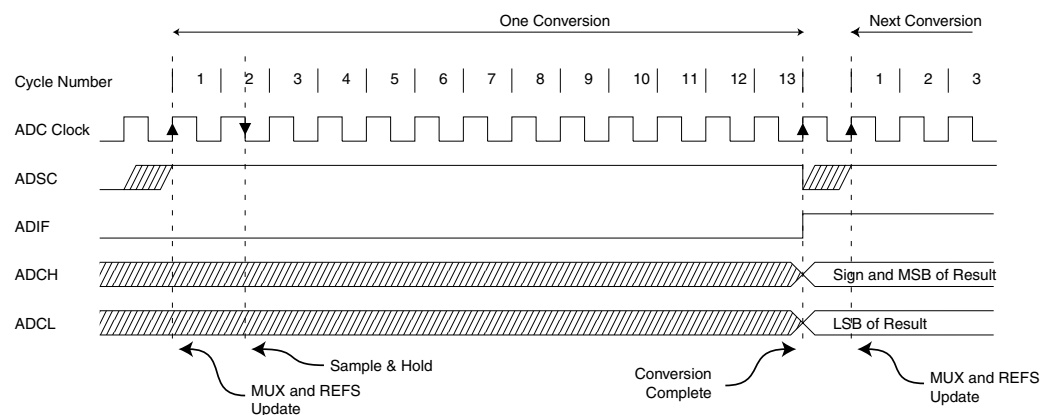 One Conversion Next Conversion
Cycle Number 1 2 3 4 5 6 7 8 9 10 11 12 13 1 2 3
ADC Clock
ADSC
ADIF
ADCH Sign and MSB of Result
ADCL LSB of Result
Sample & Hold
MUX and REFS
Update
Conversion
Complete
MUX and REFS
Update